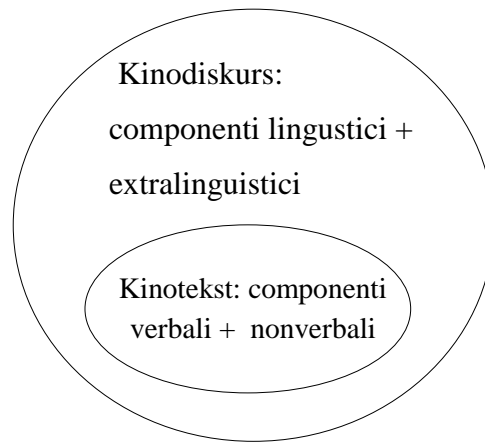 Kinodiskurs:
componenti lingustici +
extralinguistici
Kinotekst: componenti
verbali + nonverbali